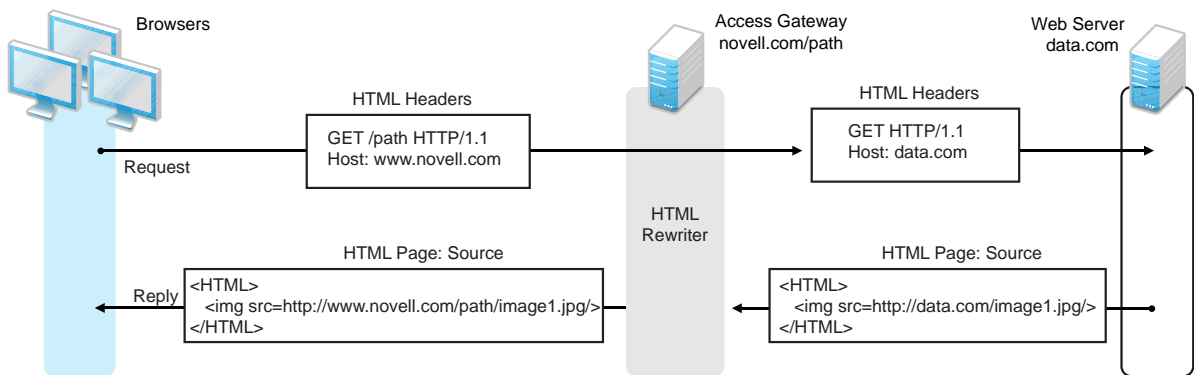 Browsers
Access Gateway
novell.com/path
Web Server
data.com
HTML Headers
GET /path HTTP/1.1
Host: www.novell.com
Request
HTML Headers
GET HTTP/1.1
Host: data.com
HTML
Rewriter
HTML Page: Source
<HTML>
<img src=http://www.novell.com/path/image1.jpg/>
</HTML>
Reply
HTML Page: Source
<HTML>
<img src=http://data.com/image1.jpg/>
</HTML>